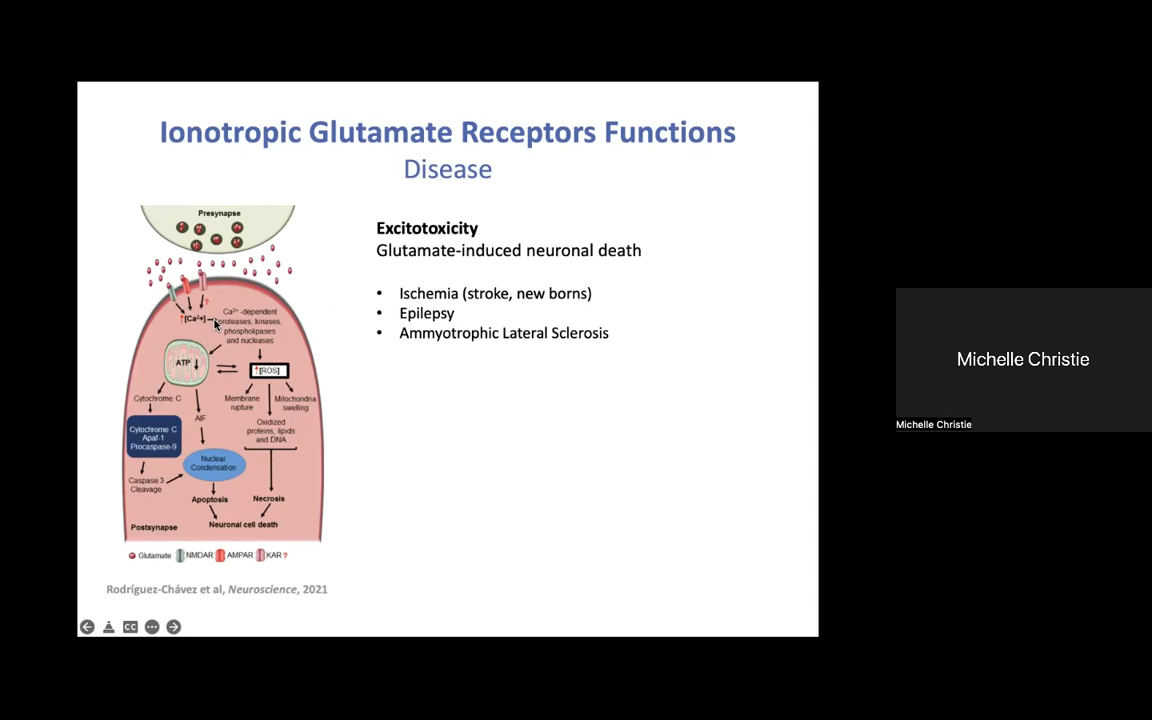 Ionotropic Glutamate Receptors Functions
Disease
Presynapse
?
↑[Ca²⁺]
Ca²⁺ -dependent
proteases, kinases,
phospholipases
and nucleases
ATP ↓
↑[ROS]
Cytochrome C
AIF
Membrane
rupture
Mitochondria
swelling
Oxidized
proteins, lipids
and DNA
Cytochrome C
Apaf-1
Procaspase-9
Nuclear
Condensation
Caspase 3
Cleavage
Apoptosis
Necrosis
Postsynapse
Neuronal cell death
Glutamate NMDAR AMPAR KAR ?
Rodríguez-Chávez et al, Neuroscience, 2021
Excitotoxicity
Glutamate-induced neuronal death
• Ischemia (stroke, new borns)
• Epilepsy
• Ammyotrophic Lateral Sclerosis
CC
Michelle Christie
Michelle Christie